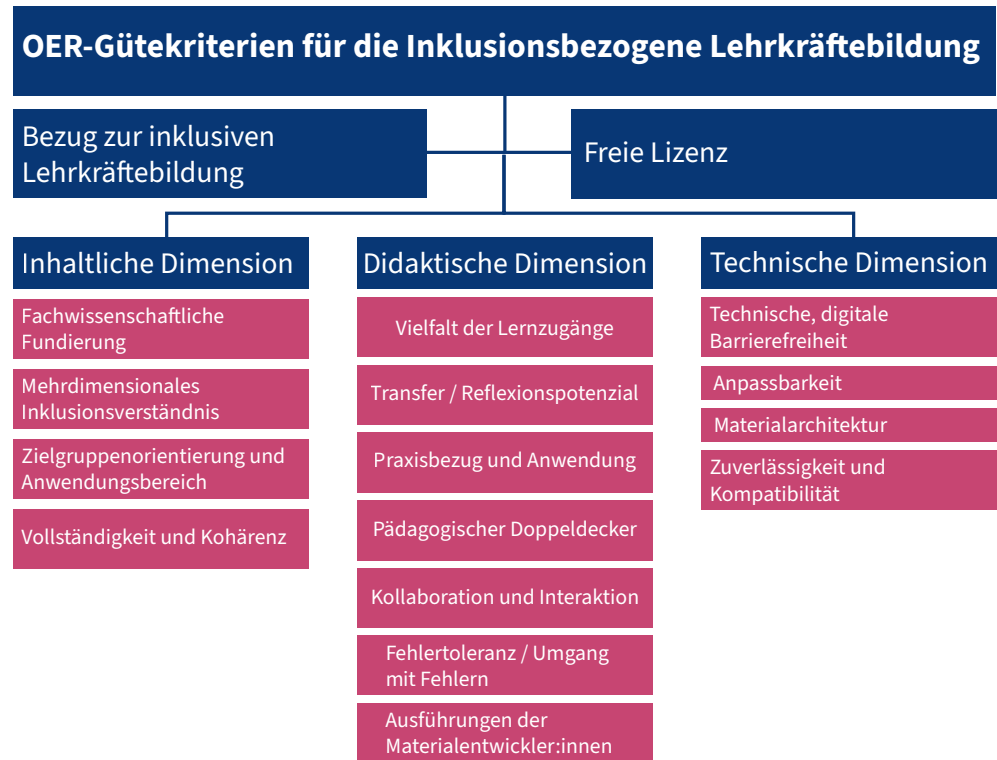 OER-Gütekriterien für die Inklusionsbezogene Lehrkräftebildung
Bezug zur inklusiven
Lehrkräftebildung
Freie Lizenz
Inhaltliche Dimension
Fachwissenschaftliche
Fundierung
Mehrdimensionales
Inklusionsverständnis
Zielgruppenorientierung und
Anwendungsbereich
Vollständigkeit und Kohärenz
Didaktische Dimension
Vielfalt der Lernzugänge
Transfer / Reflexionspotenzial
Praxisbezug und Anwendung
Pädagogischer Doppeldecker
Kollaboration und Interaktion
Fehlertoleranz / Umgang
mit Fehlern
Ausführungen der
Materialentwickler:innen
Technische Dimension
Technische, digitale
Barrierefreiheit
Anpassbarkeit
Materialarchitektur
Zuverlässigkeit und
Kompatibilität